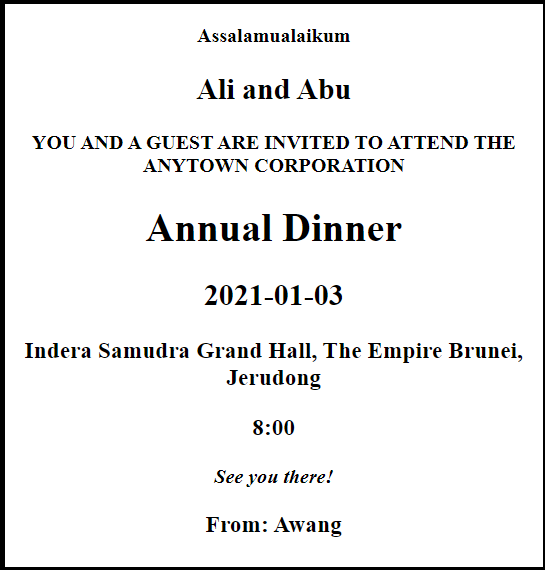 Assalamualaikum
Ali and Abu
YOU AND A GUEST ARE INVITED TO ATTEND THE
ANYTOWN CORPORATION
Annual Dinner
2021-01-03
Indera Samudra Grand Hall, The Empire Brunei,
Jerudong
8:00
See you there!
From: Awang